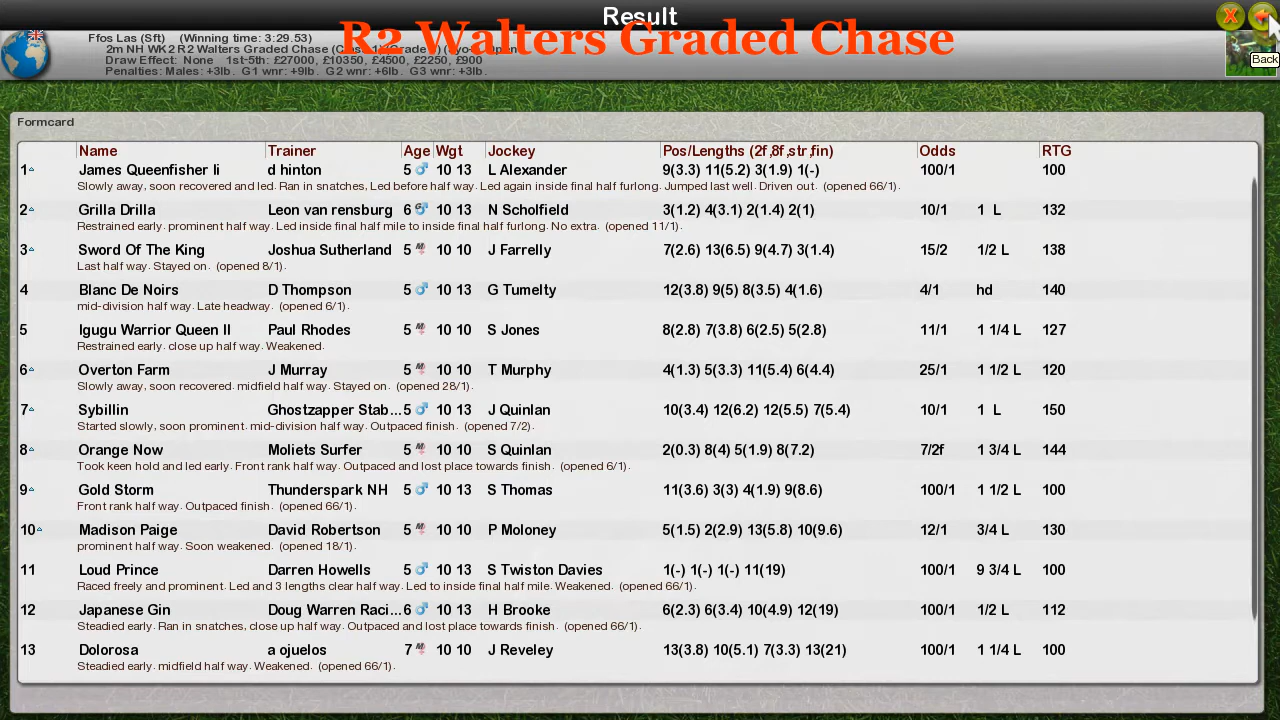 Result
R2 Walters Graded Chase
Ffos Las (Sft) (Winning time: 3:29.53)
2m NH WK2 R2 Walters Graded Chase
Draw Effect: None 1st-5th: £27000, £10350, £4500, £2250, £900
Penalties: Males: +3lb. G1 wnr: +9lb. G2 wnr: +6lb. G3 wnr: +3lb.
Back
Formcard
Name Trainer Age Wgt Jockey Pos/Lengths (2f,8f,str,fin) Odds RTG
1 James Queenfisher Ii d hinton 5 10 13 L Alexander 9(3.3) 11(5.2) 3(1.9) 1(-) 100/1 100
Slowly away, soon recovered and led. Ran in snatches, Led before half way. Led again inside final half furlong. Jumped last well. Driven out. (opened 66/1).
2 Grilla Drilla Leon van rensburg 6 10 13 N Scholfield 3(1.2) 4(3.1) 2(1.4) 2(1) 10/1 1 L 132
Restrained early. prominent half way. Led inside final half mile to inside final half furlong. No extra. (opened 11/1).
3 Sword Of The King Joshua Sutherland 5 10 10 J Farrelly 7(2.6) 13(6.5) 9(4.7) 3(1.4) 15/2 1/2 L 138
Last half way. Stayed on. (opened 8/1).
4 Blanc De Noirs D Thompson 5 10 13 G Tumelty 12(3.8) 9(5) 8(3.5) 4(1.6) 4/1 hd 140
mid-division half way. Late headway. (opened 6/1).
5 Igugu Warrior Queen II Paul Rhodes 5 10 10 S Jones 8(2.8) 7(3.8) 6(2.5) 5(2.8) 11/1 1 1/4 L 127
Restrained early. close up half way. Weakened.
6 Overton Farm J Murray 5 10 10 T Murphy 4(1.3) 5(3.3) 11(5.4) 6(4.4) 25/1 1 1/2 L 120
Slowly away, soon recovered. midfield half way. Stayed on. (opened 28/1).
7 Sybillin Ghostzapper Stab... 5 10 13 J Quinlan 10(3.4) 12(6.2) 12(5.5) 7(5.4) 10/1 1 L 150
Started slowly, soon prominent. mid-division half way. Outpaced finish. (opened 7/2).
8 Orange Now Moliets Surfer 5 10 10 S Quinlan 2(0.3) 8(4) 5(1.9) 8(7.2) 7/2f 1 3/4 L 144
Took keen hold and led early. Front rank half way. Outpaced and lost place towards finish. (opened 6/1).
9 Gold Storm Thunderspark NH 5 10 13 S Thomas 11(3.6) 3(3) 4(1.9) 9(8.6) 100/1 1 1/2 L 100
Front rank half way. Outpaced finish. (opened 66/1).
10 Madison Paige David Robertson 5 10 10 P Moloney 5(1.5) 2(2.9) 13(5.8) 10(9.6) 12/1 3/4 L 130
prominent half way. Soon weakened. (opened 18/1).
11 Loud Prince Darren Howells 5 10 13 S Twiston Davies 1(-) 1(-) 1(-) 11(19) 100/1 9 3/4 L 100
Raced freely and prominent. Led and 3 lengths clear half way. Led to inside final half mile. Weakened. (opened 66/1).
12 Japanese Gin Doug Warren Raci... 6 10 13 H Brooke 6(2.3) 6(3.4) 10(4.9) 12(19) 100/1 1/2 L 112
Steadied early. Ran in snatches, close up half way. Outpaced and lost place towards finish. (opened 66/1).
13 Dolorosa a ojuelos 7 10 10 J Reveley 13(3.8) 10(5.1) 7(3.3) 13(21) 100/1 1 1/4 L 100
Steadied early. midfield half way. Weakened. (opened 66/1).